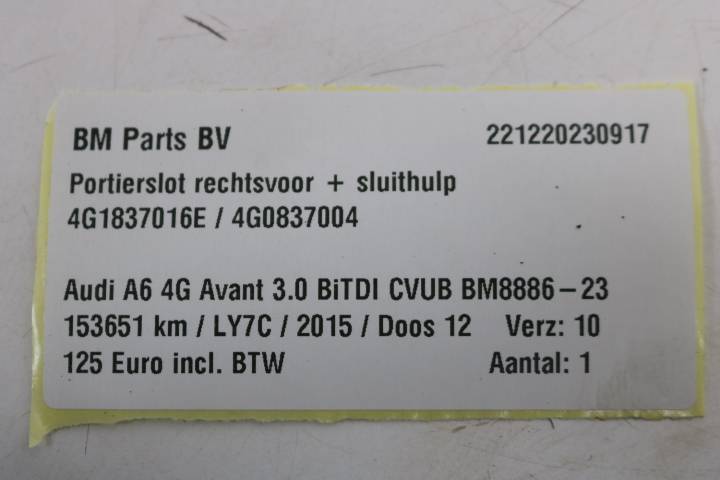 BM Parts BV 221220230917
Portierslot rechtsvoor + sluithulp
4G1837016E / 4G0837004
Audi A6 4G Avant 3.0 BiTDI CVUB BM8886-23
153651 km / LY7C / 2015 / Doos 12 Verz: 10
125 Euro incl. BTW Aantal: 1